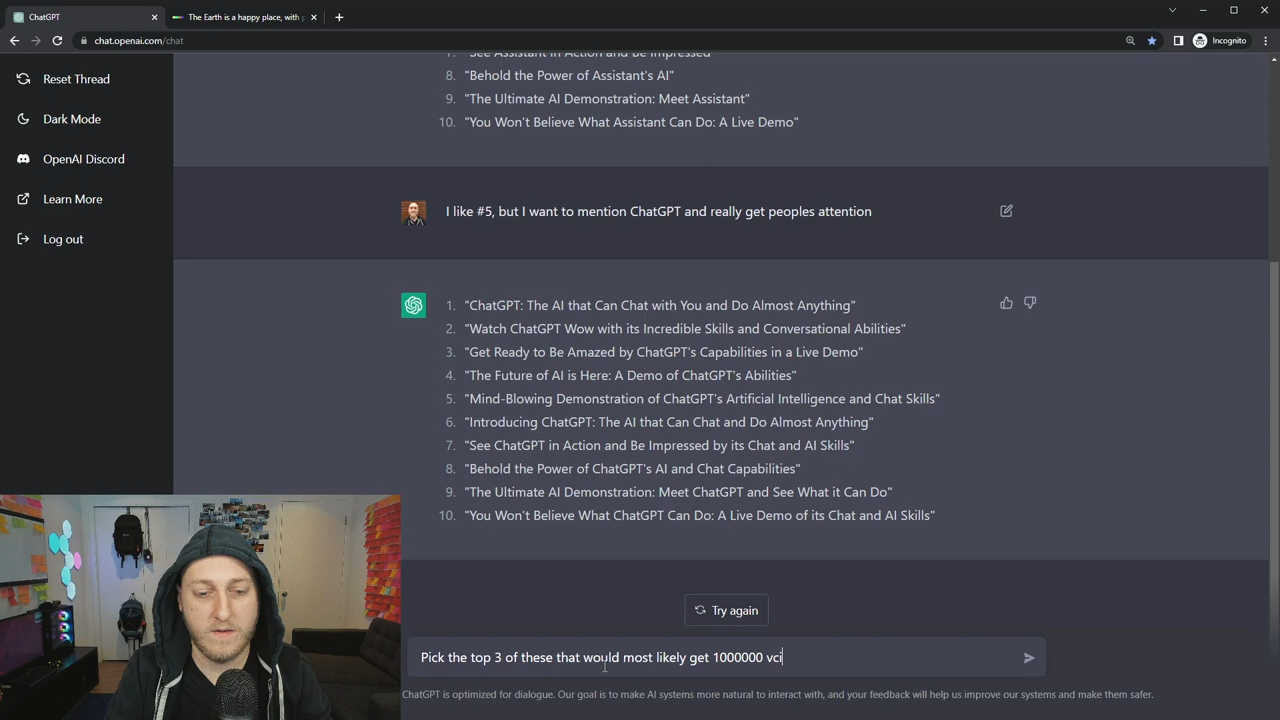 ChatGPT
The Earth is a happy place, with p
chat.openai.com/chat
Incognito
Reset Thread
Dark Mode
OpenAI Discord
Learn More
Log out
7. "See Assistant in Action and Be Impressed"
8. "Behold the Power of Assistant's AI"
9. "The Ultimate AI Demonstration: Meet Assistant"
10. "You Won't Believe What Assistant Can Do: A Live Demo"
I like #5, but I want to mention ChatGPT and really get peoples attention
1. "ChatGPT: The AI that Can Chat with You and Do Almost Anything"
2. "Watch ChatGPT Wow with its Incredible Skills and Conversational Abilities"
3. "Get Ready to Be Amazed by ChatGPT's Capabilities in a Live Demo"
4. "The Future of AI is Here: A Demo of ChatGPT's Abilities"
5. "Mind-Blowing Demonstration of ChatGPT's Artificial Intelligence and Chat Skills"
6. "Introducing ChatGPT: The AI that Can Chat and Do Almost Anything"
7. "See ChatGPT in Action and Be Impressed by its Chat and AI Skills"
8. "Behold the Power of ChatGPT's AI and Chat Capabilities"
9. "The Ultimate AI Demonstration: Meet ChatGPT and See What it Can Do"
10. "You Won't Believe What ChatGPT Can Do: A Live Demo of its Chat and AI Skills"
Try again
Pick the top 3 of these that would most likely get 1000000 vci
ChatGPT is optimized for dialogue. Our goal is to make AI systems more natural to interact with, and your feedback will help us improve our systems and make them safer.